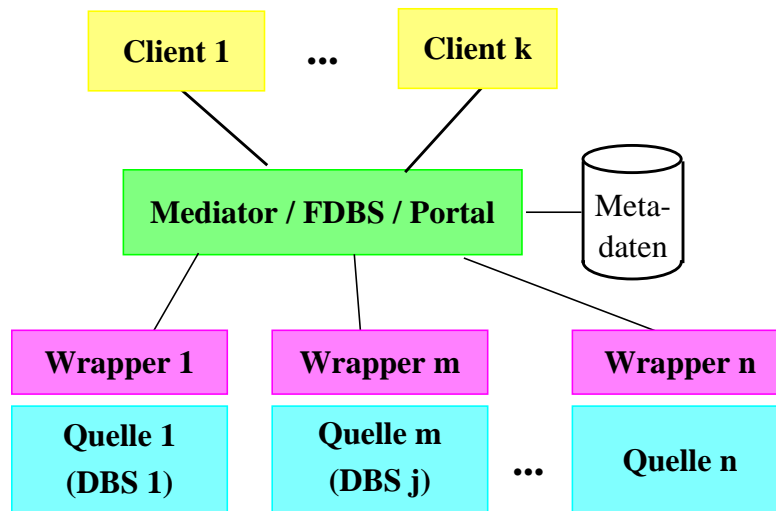 Client 1 ... Client k
Mediator / FDBS / Portal
Meta-
daten
Wrapper 1 Wrapper m Wrapper n
Quelle 1
(DBS 1)
Quelle m
(DBS j)
...
Quelle n